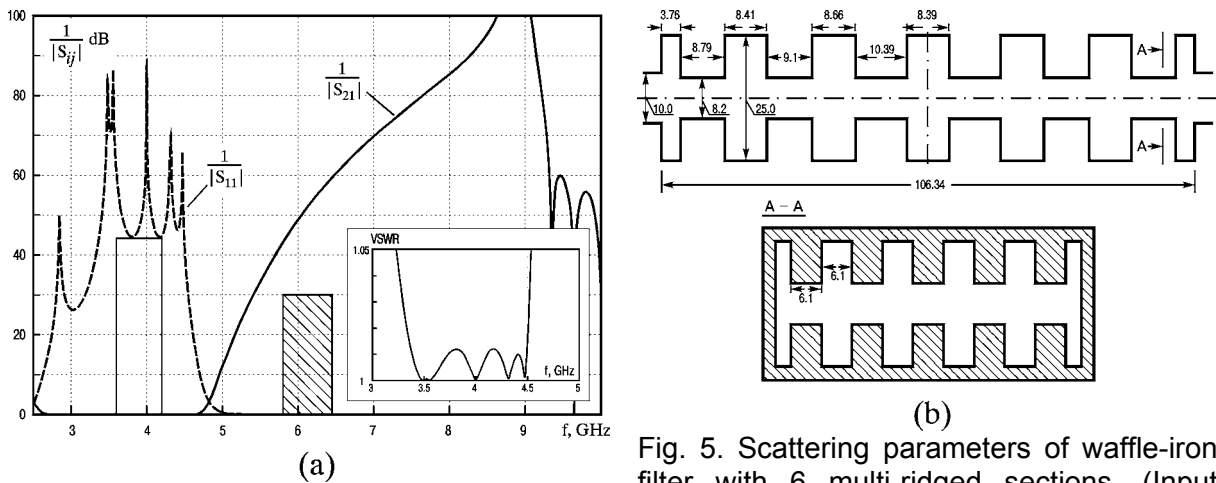 100
80
60
40
20
0
1
|Sij|
dB
1
|S21|
1
|S11|
3 4 5 6 7 8 9 f, GHz
VSWR
1.05
1
3 3.5 4 4.5 5
f, GHz
(a)
3.76 8.41 8.66 8.39
8.79 9.1 10.39
10.0 8.2 25.0
A
A
106.34
A – A
6.1
6.1
(b)
Fig. 5. Scattering parameters of waffle-iron
filter with 6 multi-ridged sections. (Input